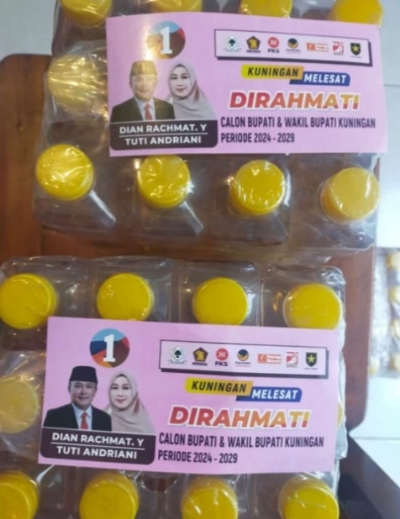 1
KUNINGAN
MELESAT
DIRAHMATI
DIAN RACHMAT. Y
TUTI ANDRIANI
CALON BUPATI & WAKIL BUPATI KUNINGAN
PERIODE 2024 - 2029
1
PKS
KUNINGAN
MELESAT
DIRAHMATI
DIAN RACHMAT. Y
TUTI ANDRIANI
CALON BUPATI & WAKIL BUPATI KUNINGAN
PERIODE 2024 - 2029